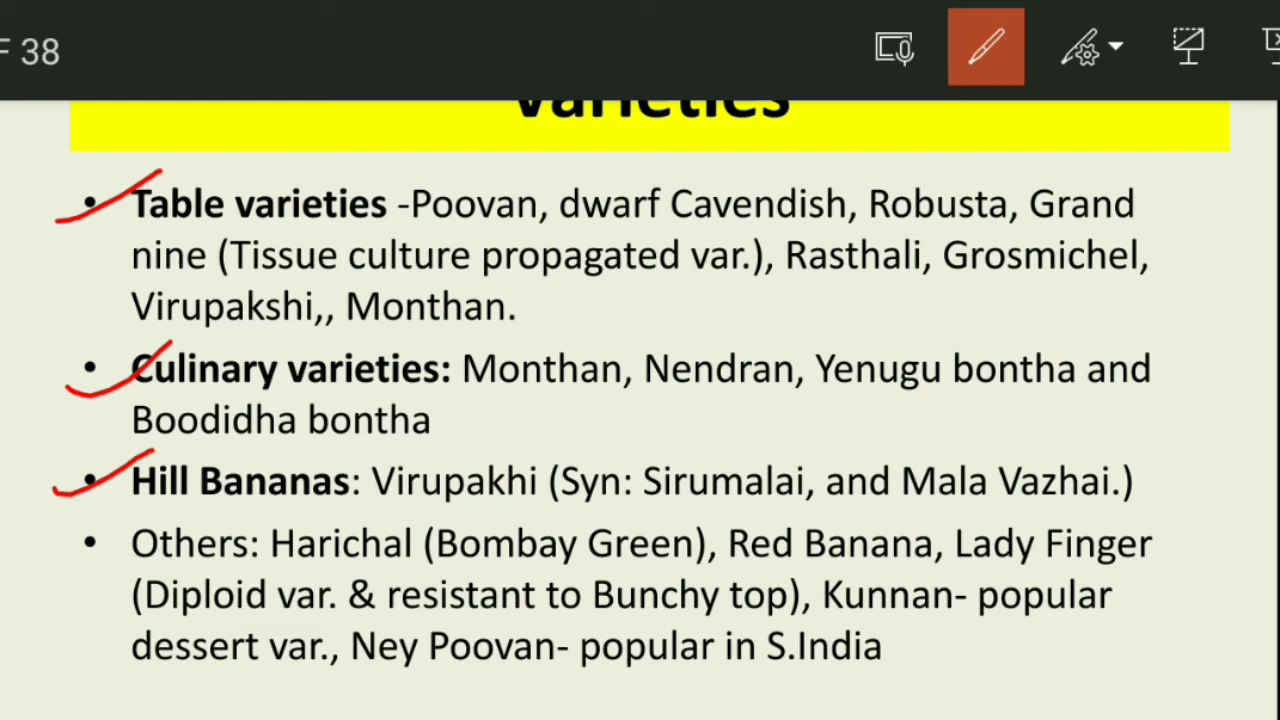 F 38
varieties
• Table varieties -Poovan, dwarf Cavendish, Robusta, Grand
nine (Tissue culture propagated var.), Rasthali, Grosmichel,
Virupakshi,, Monthan.
• Culinary varieties: Monthan, Nendran, Yenugu bontha and
Boodidha bontha
• Hill Bananas: Virupakhi (Syn: Sirumalai, and Mala Vazhai.)
• Others: Harichal (Bombay Green), Red Banana, Lady Finger
(Diploid var. & resistant to Bunchy top), Kunnan- popular
dessert var., Ney Poovan- popular in S.India